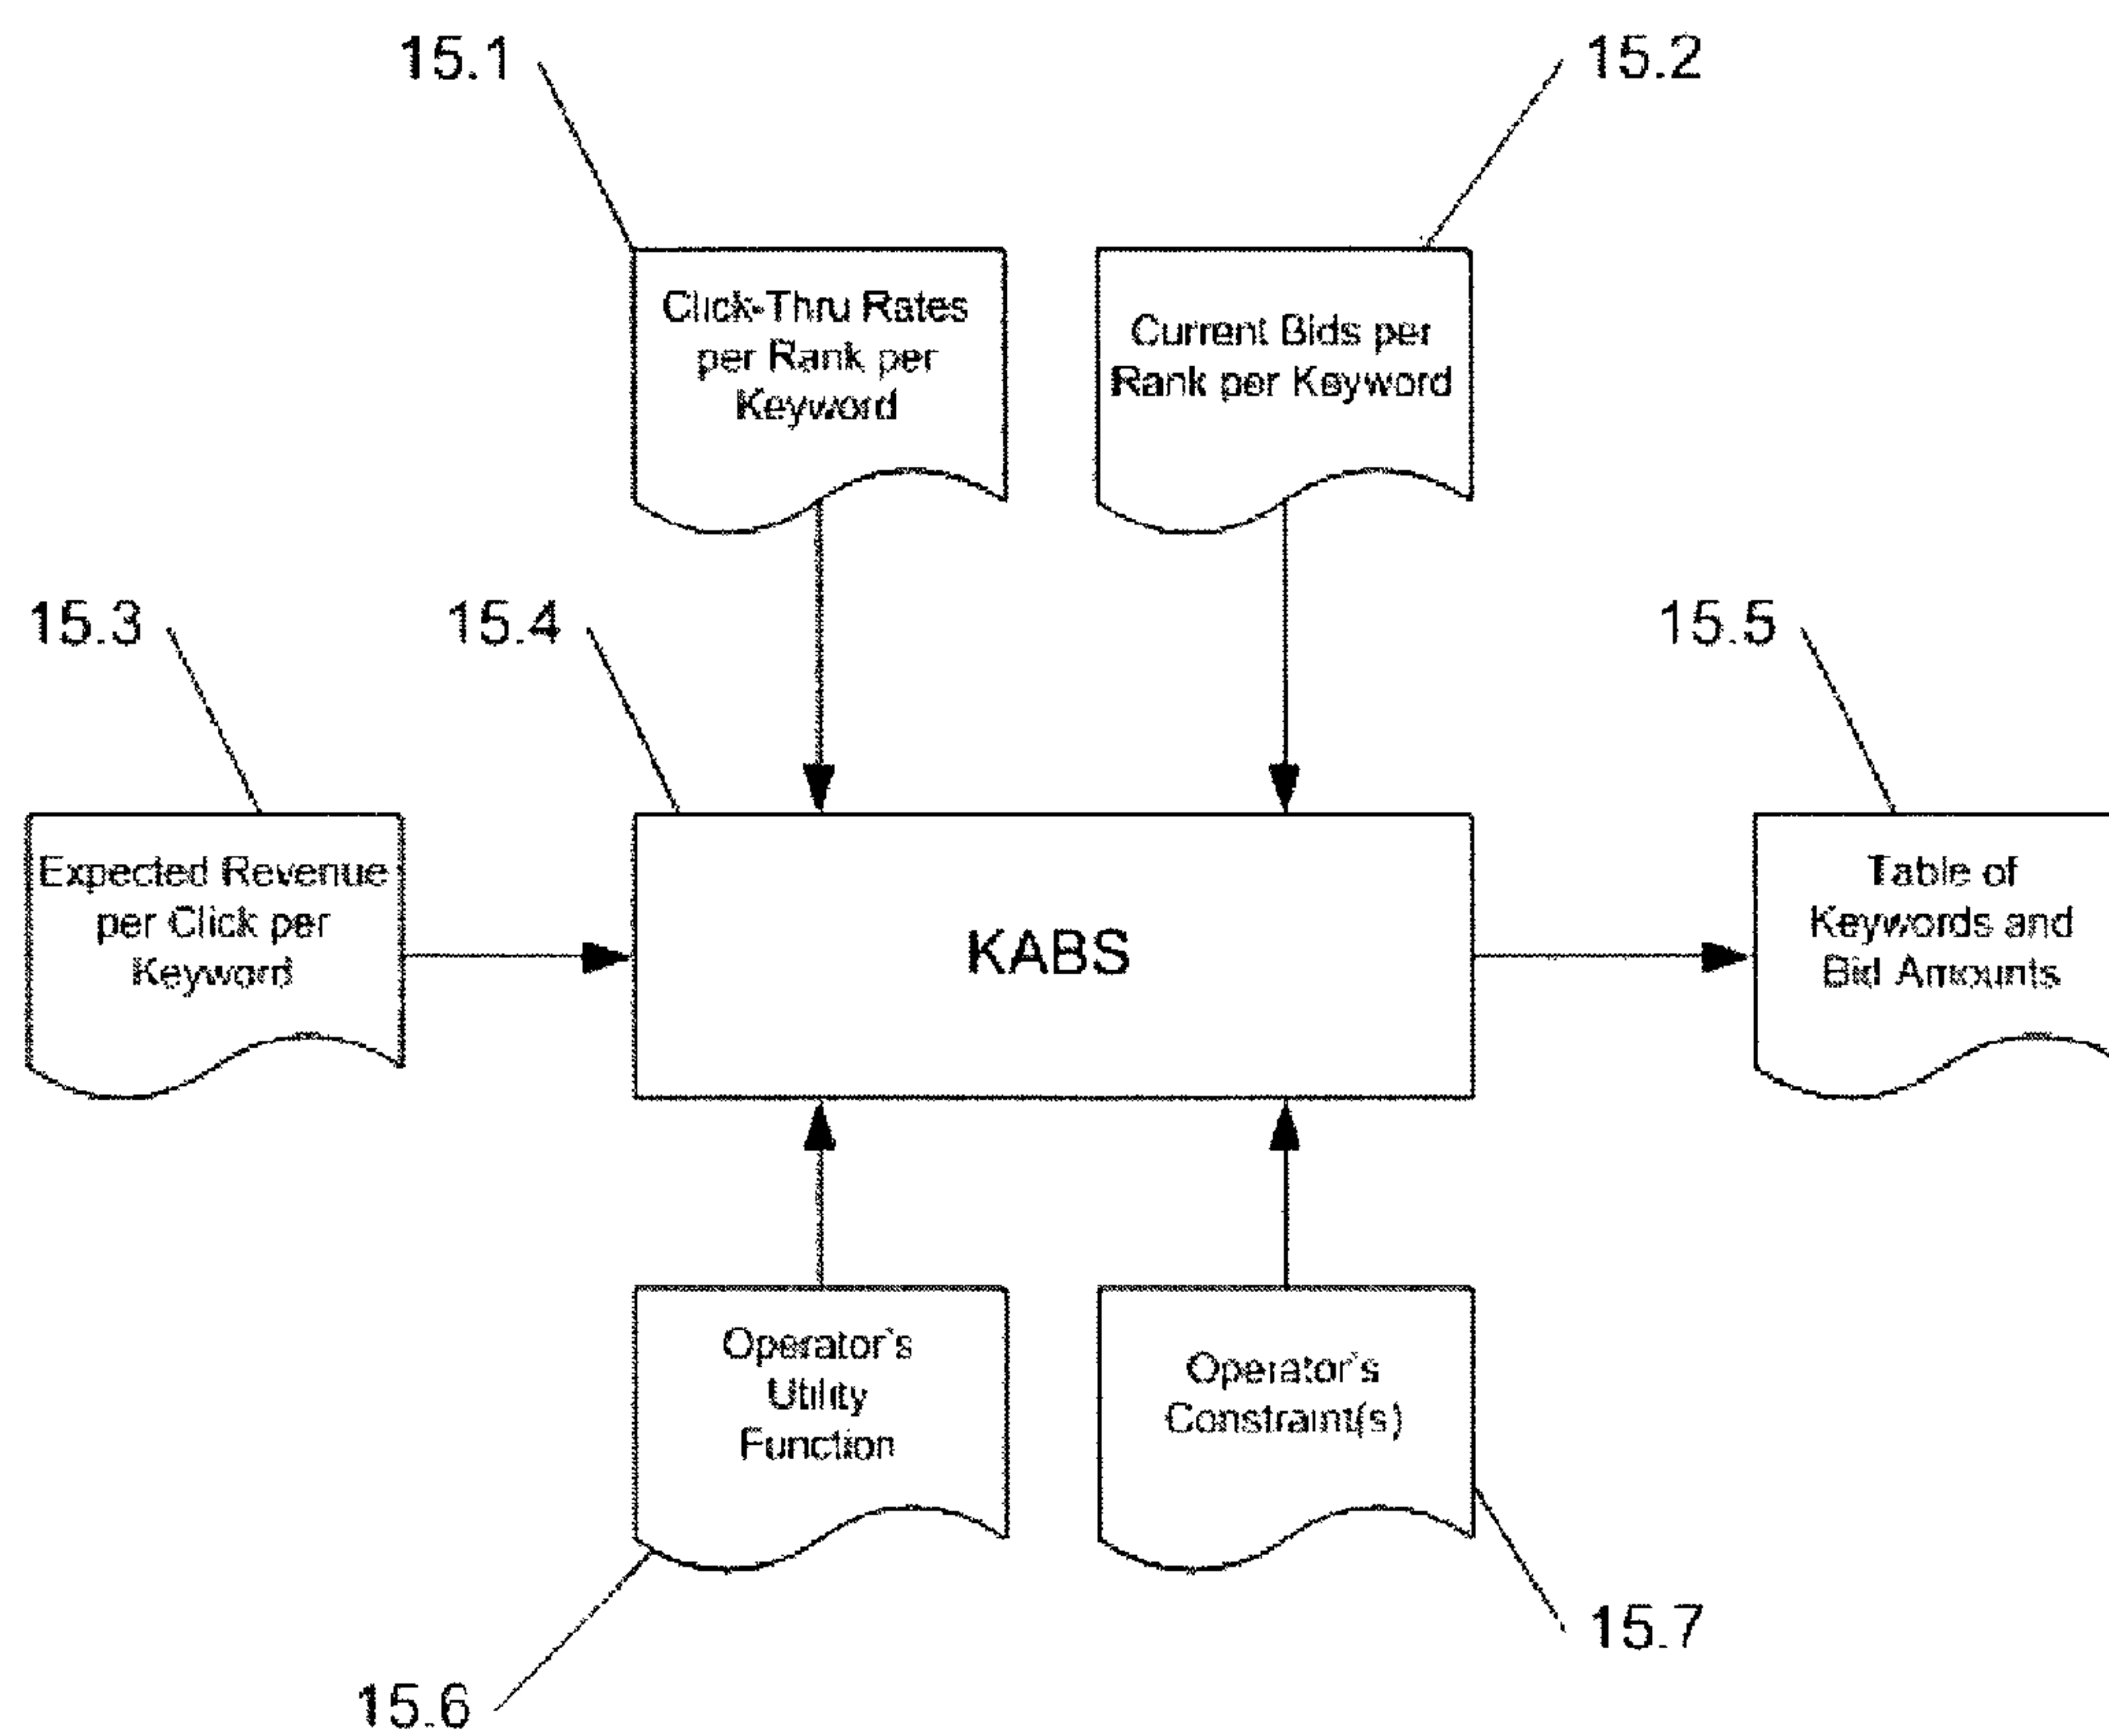 15.1
15.2
Click-Thru Rates
per Rank per
Keyword
Current Bids per
Rank per Keyword
15.3
15.4
15.5
Expected Revenue
per Click per
Keyword
KABS
Table of
Keywords and
Bid Amounts
Operator's
Utility
Function
Operator's
Constraint(s)
15.6
15.7